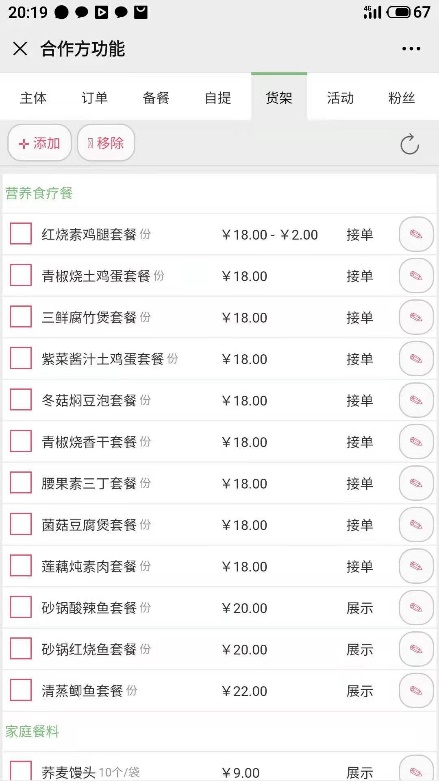 20:19 4G 67
合作方功能
主体 订单 备餐 自提 货架 活动 粉丝
添加 移除
营养食疗餐
红烧素鸡腿套餐 份 ￥18.00 - ￥2.00 接单
青椒烧土鸡蛋套餐 份 ￥18.00 接单
三鲜腐竹煲套餐 份 ￥18.00 接单
紫菜酱汁土鸡蛋套餐 份 ￥18.00 接单
冬菇焖豆泡套餐 份 ￥18.00 接单
青椒烧香干套餐 份 ￥18.00 接单
腰果素三丁套餐 份 ￥18.00 接单
菌菇豆腐煲套餐 份 ￥18.00 接单
莲藕炖素肉套餐 份 ￥18.00 接单
砂锅酸辣鱼套餐 份 ￥20.00 展示
砂锅红烧鱼套餐 份 ￥20.00 展示
清蒸鲫鱼套餐 份 ￥22.00 展示
家庭餐料
荞麦馒头 10个/袋 ￥9.00 展示